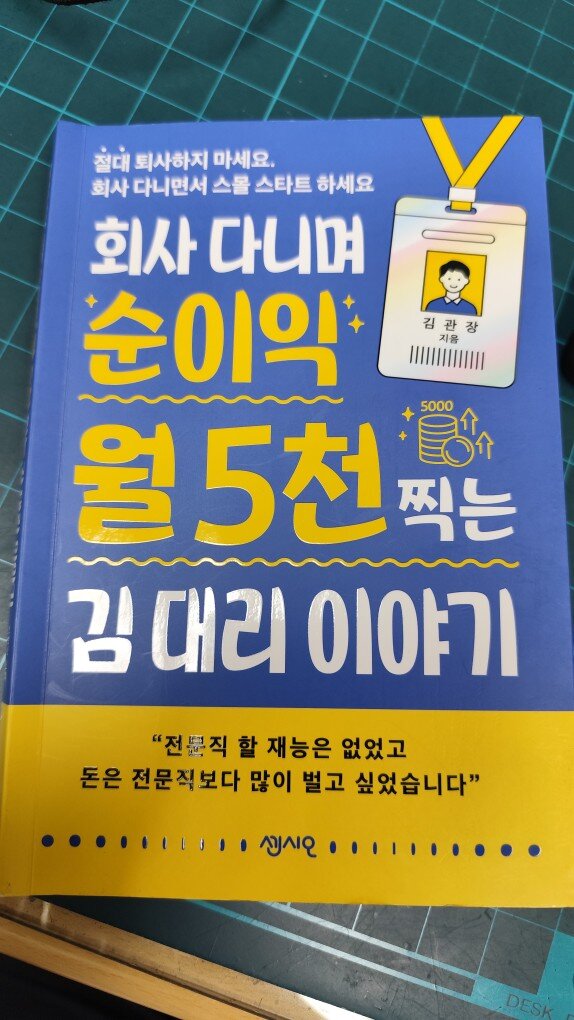 절대 퇴사하지 마세요.
회사 다니면서 스몰 스타트 하세요
회사 다니며
순이익
월 5천 찍는
김 대리 이야기
김 관 장
지음
5000
“전문직 할 재능은 없었고
돈은 전문직보다 많이 벌고 싶었습니다”
센시오
DESK